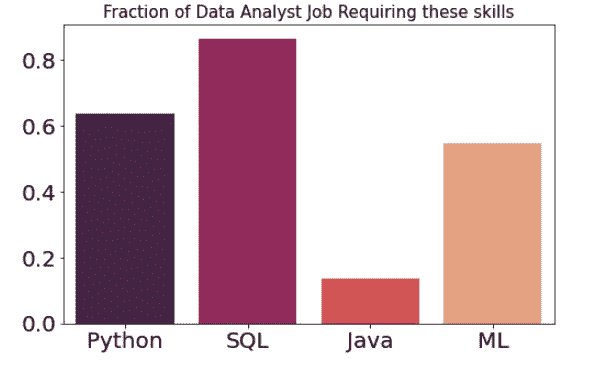 Fraction of Data Analyst Job Requiring these skills
0.8
0.6
0.4
0.2
0.0
Python SQL Java ML